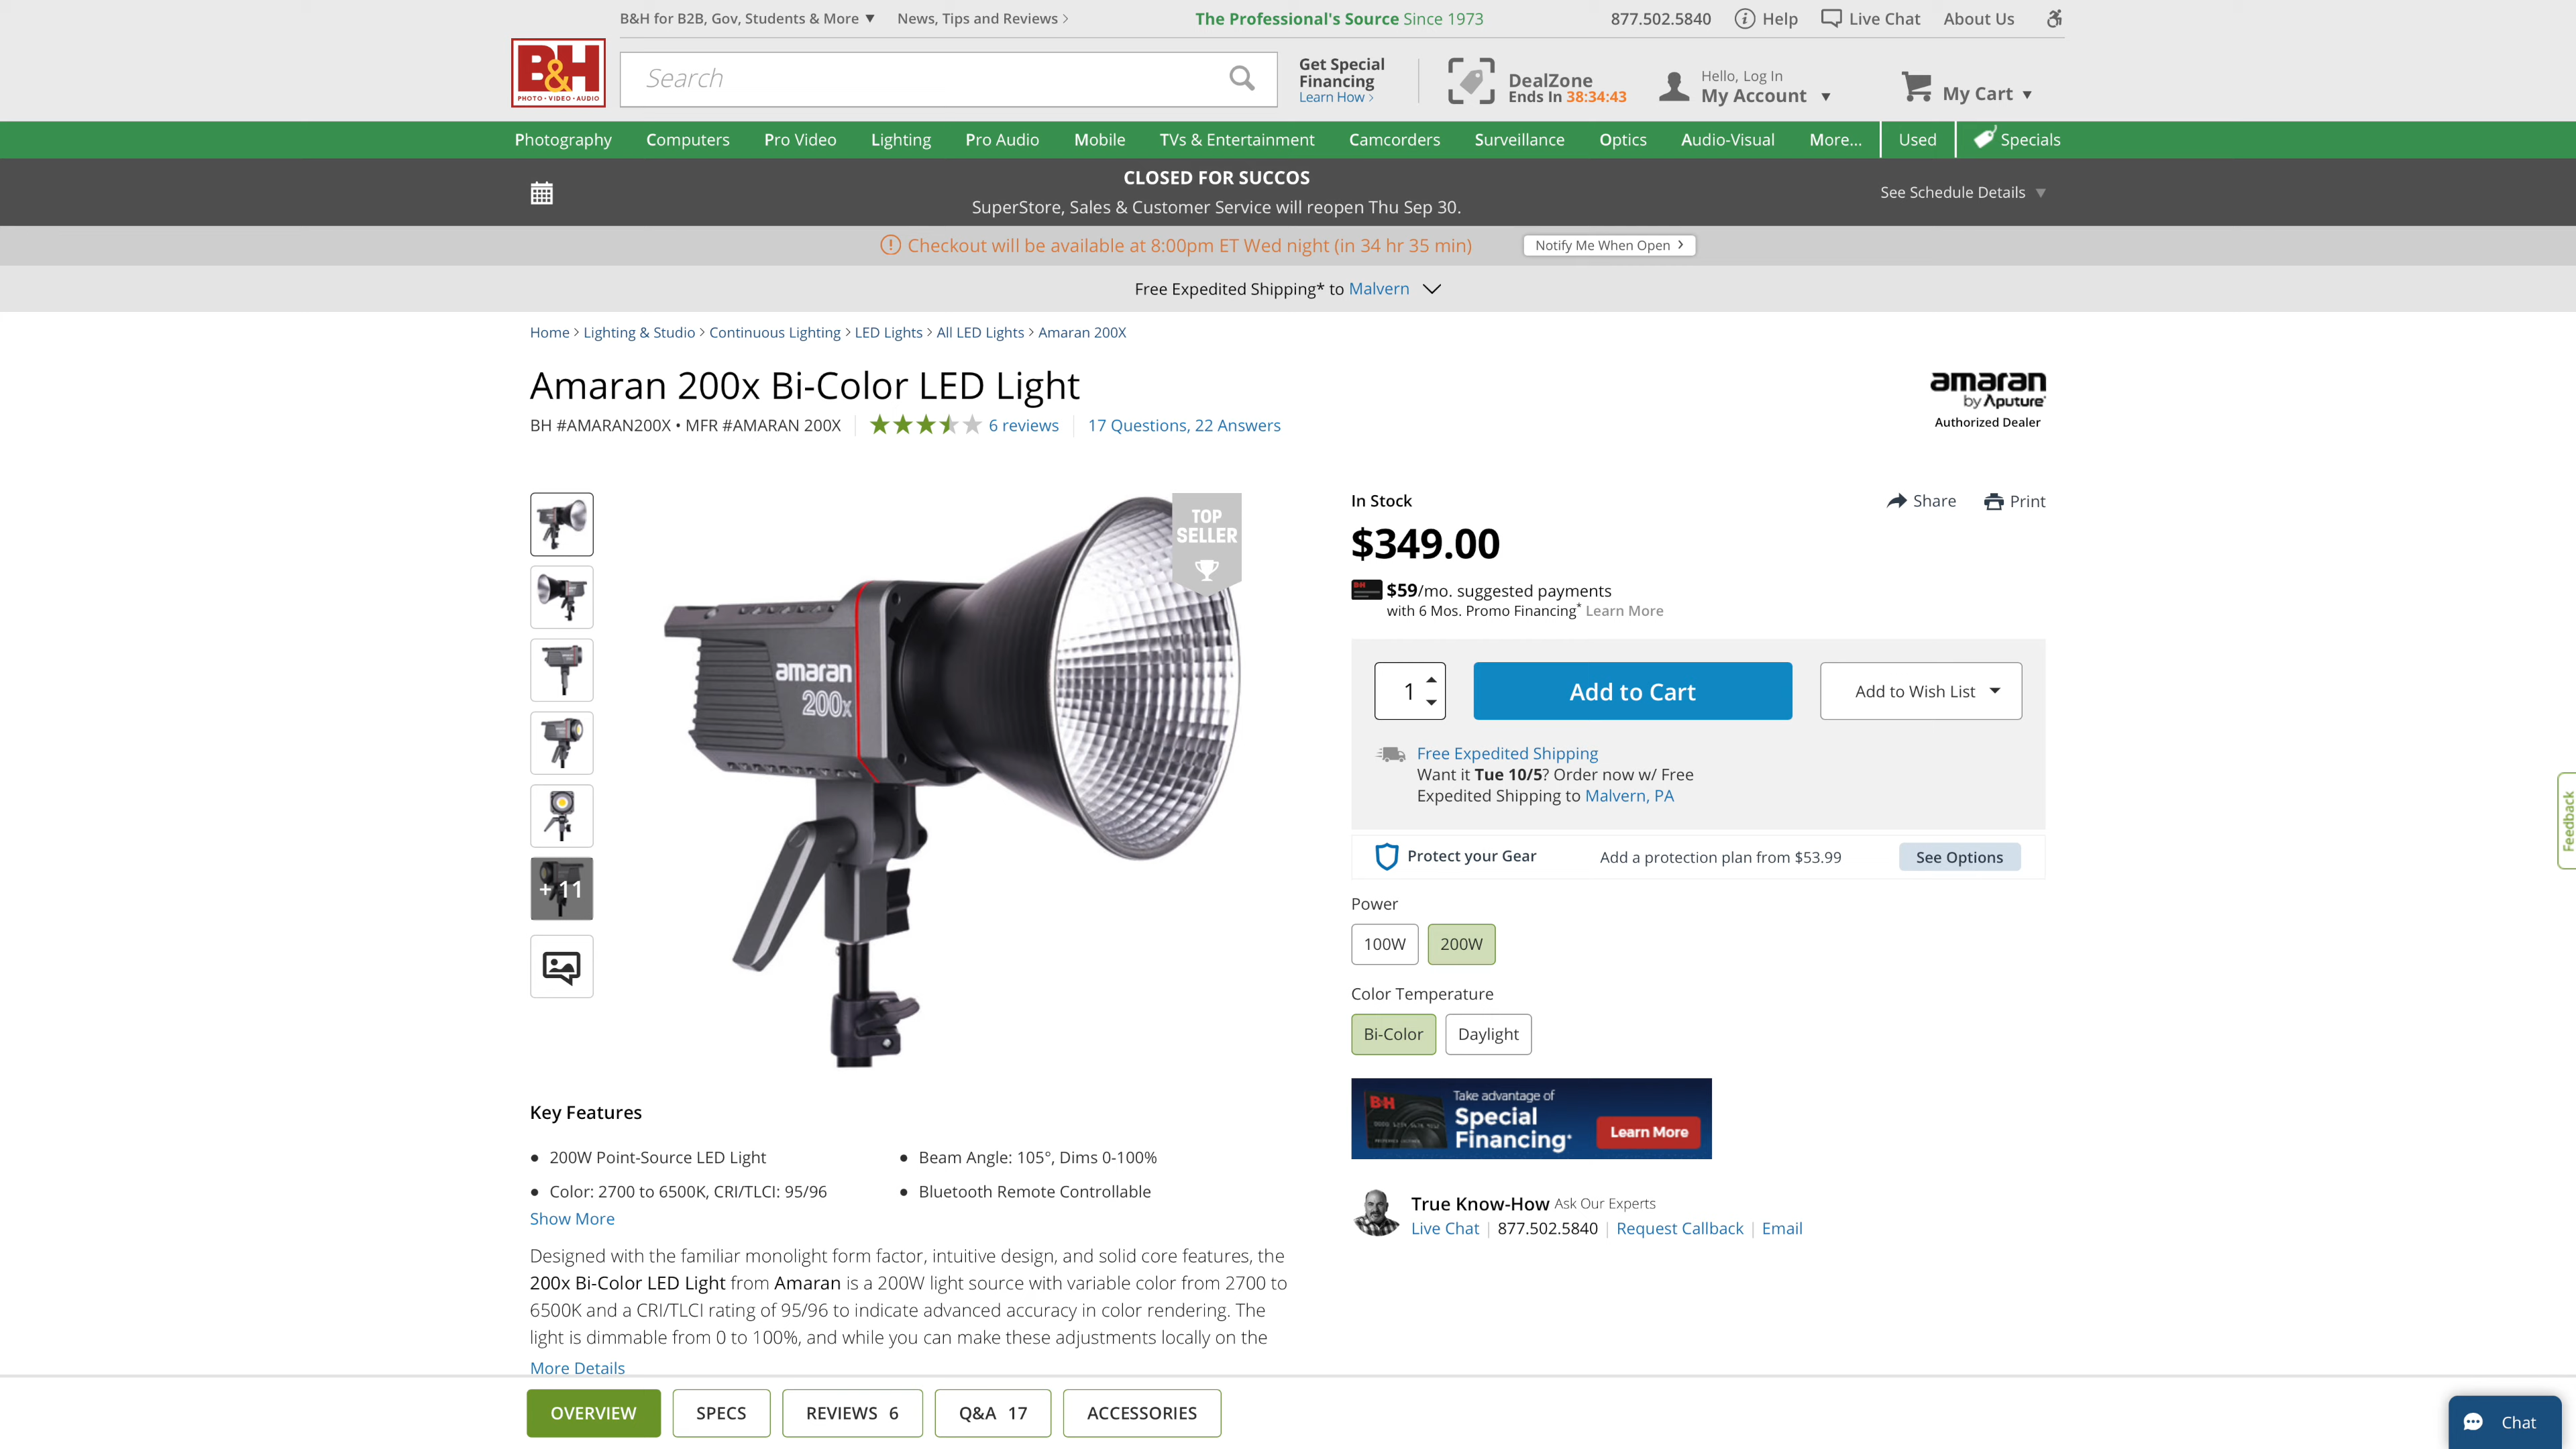 B&H for B2B, Gov, Students & More ▼
News, Tips and Reviews >
The Professional's Source Since 1973
877.502.5840
Help
Live Chat
About Us
B&H
PHOTO • VIDEO • AUDIO
Search
Get Special
Financing
Learn How >
DealZone
Ends In 38:34:43
Hello, Log In
My Account ▼
My Cart ▼
Photography
Computers
Pro Video
Lighting
Pro Audio
Mobile
TVs & Entertainment
Camcorders
Surveillance
Optics
Audio-Visual
More...
Used
Specials
CLOSED FOR SUCCOS
SuperStore, Sales & Customer Service will reopen Thu Sep 30.
See Schedule Details ▼
Checkout will be available at 8:00pm ET Wed night (in 34 hr 35 min)
Notify Me When Open >
Free Expedited Shipping* to Malvern
Home > Lighting & Studio > Continuous Lighting > LED Lights > All LED Lights > Amaran 200X
Amaran 200x Bi-Color LED Light
BH #AMARAN200X • MFR #AMARAN 200X
6 reviews
17 Questions, 22 Answers
amaran
by Aputure
Authorized Dealer
TOP
SELLER
amaran
200x
+ 11
In Stock
Share
Print
$349.00
$59/mo. suggested payments
with 6 Mos. Promo Financing* Learn More
1
Add to Cart
Add to Wish List
Free Expedited Shipping
Want it Tue 10/5? Order now w/ Free
Expedited Shipping to Malvern, PA
Protect your Gear
Add a protection plan from $53.99
See Options
Power
100W
200W
Color Temperature
Bi-Color
Daylight
B&H
Take advantage of
Special
Financing*
Learn More
True Know-How Ask Our Experts
Live Chat | 877.502.5840 | Request Callback | Email
Feedback
Key Features
• 200W Point-Source LED Light
• Beam Angle: 105°, Dims 0-100%
• Color: 2700 to 6500K, CRI/TLCI: 95/96
• Bluetooth Remote Controllable
Show More
Designed with the familiar monolight form factor, intuitive design, and solid core features, the
200x Bi-Color LED Light from Amaran is a 200W light source with variable color from 2700 to
6500K and a CRI/TLCI rating of 95/96 to indicate advanced accuracy in color rendering. The
light is dimmable from 0 to 100%, and while you can make these adjustments locally on the
More Details
OVERVIEW
SPECS
REVIEWS 6
Q&A 17
ACCESSORIES
Chat